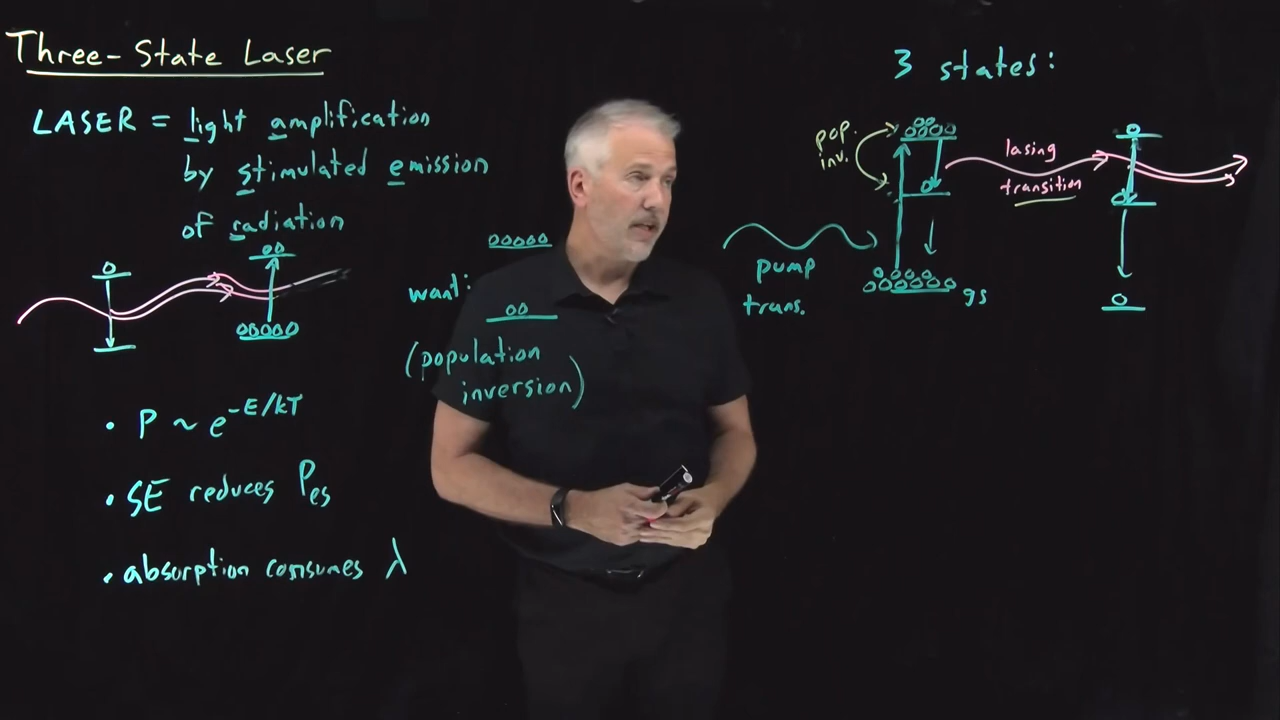 Three-State Laser
LASER = light amplification
by stimulated emission
of radiation
• P ~ e^-E/kT
• SE reduces P_es
• absorption consumes λ
want:
(population
inversion)
3 states:
pop.
inv.
lasing
transition
pump
trans.
gs